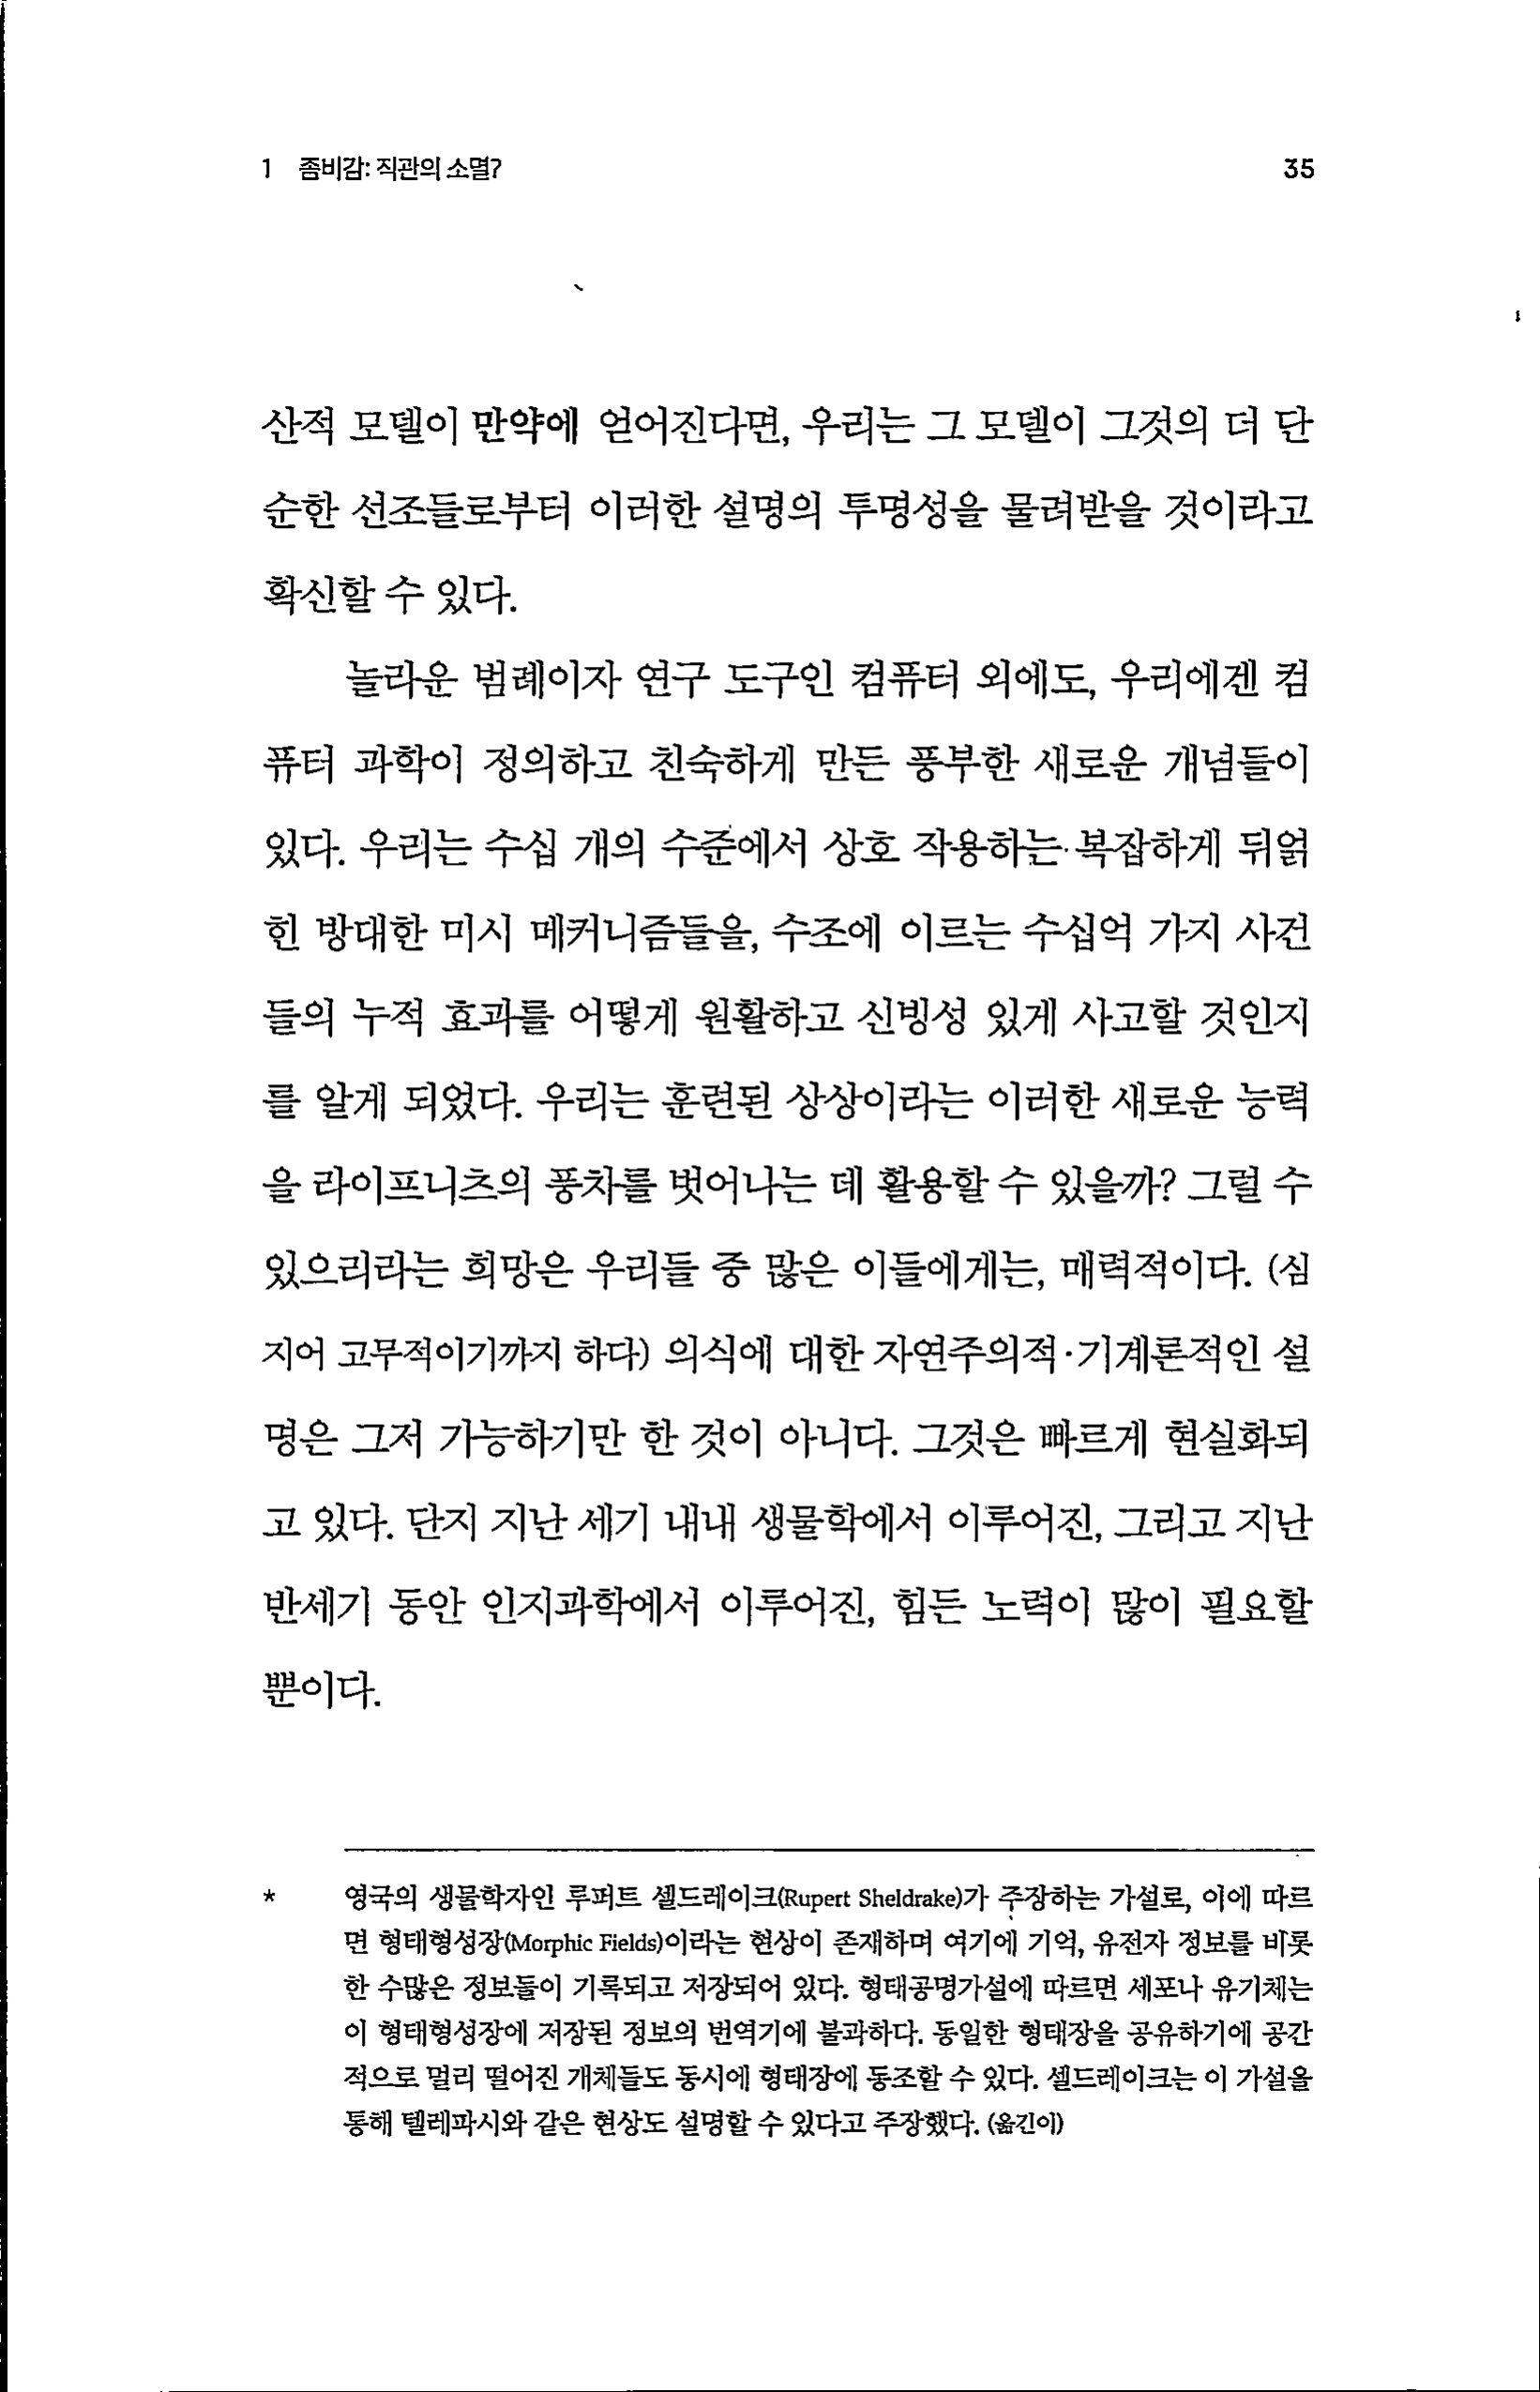 1 좀비감: 직관의 소멸? 35
산적 모델이 만약에 얻어진다면, 우리는 그 모델이 그것의 더 단
순한 선조들로부터 이러한 설명의 투명성을 물려받을 것이라고
확신할 수 있다.
놀라운 범례이자 연구 도구인 컴퓨터 외에도, 우리에겐 컴
퓨터 과학이 정의하고 친숙하게 만든 풍부한 새로운 개념들이
있다. 우리는 수십 개의 수준에서 상호 작용하는 복잡하게 뒤얽
힌 방대한 미시 메커니즘들을, 수조에 이르는 수십억 가지 사건
들의 누적 효과를 어떻게 원활하고 신빙성 있게 사고할 것인지
를 알게 되었다. 우리는 훈련된 상상이라는 이러한 새로운 능력
을 라이프니츠의 풍차를 벗어나는 데 활용할 수 있을까? 그럴 수
있으리라는 희망은 우리들 중 많은 이들에게는, 매력적이다. (심
지어 고무적이기까지 하다) 의식에 대한 자연주의적·기계론적인 설
명은 그저 가능하기만 한 것이 아니다. 그것은 빠르게 현실화되
고 있다. 단지 지난 세기 내내 생물학에서 이루어진, 그리고 지난
반세기 동안 인지과학에서 이루어진, 힘든 노력이 많이 필요할
뿐이다.
* 영국의 생물학자인 루퍼트 셸드레이크(Rupert Sheldrake)가 주장하는 가설로, 이에 따르
면 형태형성장(Morphic Fields)이라는 현상이 존재하며 여기에 기억, 유전자 정보를 비롯
한 수많은 정보들이 기록되고 저장되어 있다. 형태공명가설에 따르면 세포나 유기체는
이 형태형성장에 저장된 정보의 번역기에 불과하다. 동일한 형태장을 공유하기에 공간
적으로 멀리 떨어진 개체들도 동시에 형태장에 동조할 수 있다. 셸드레이크는 이 가설을
통해 텔레파시와 같은 현상도 설명할 수 있다고 주장했다. (옮긴이)